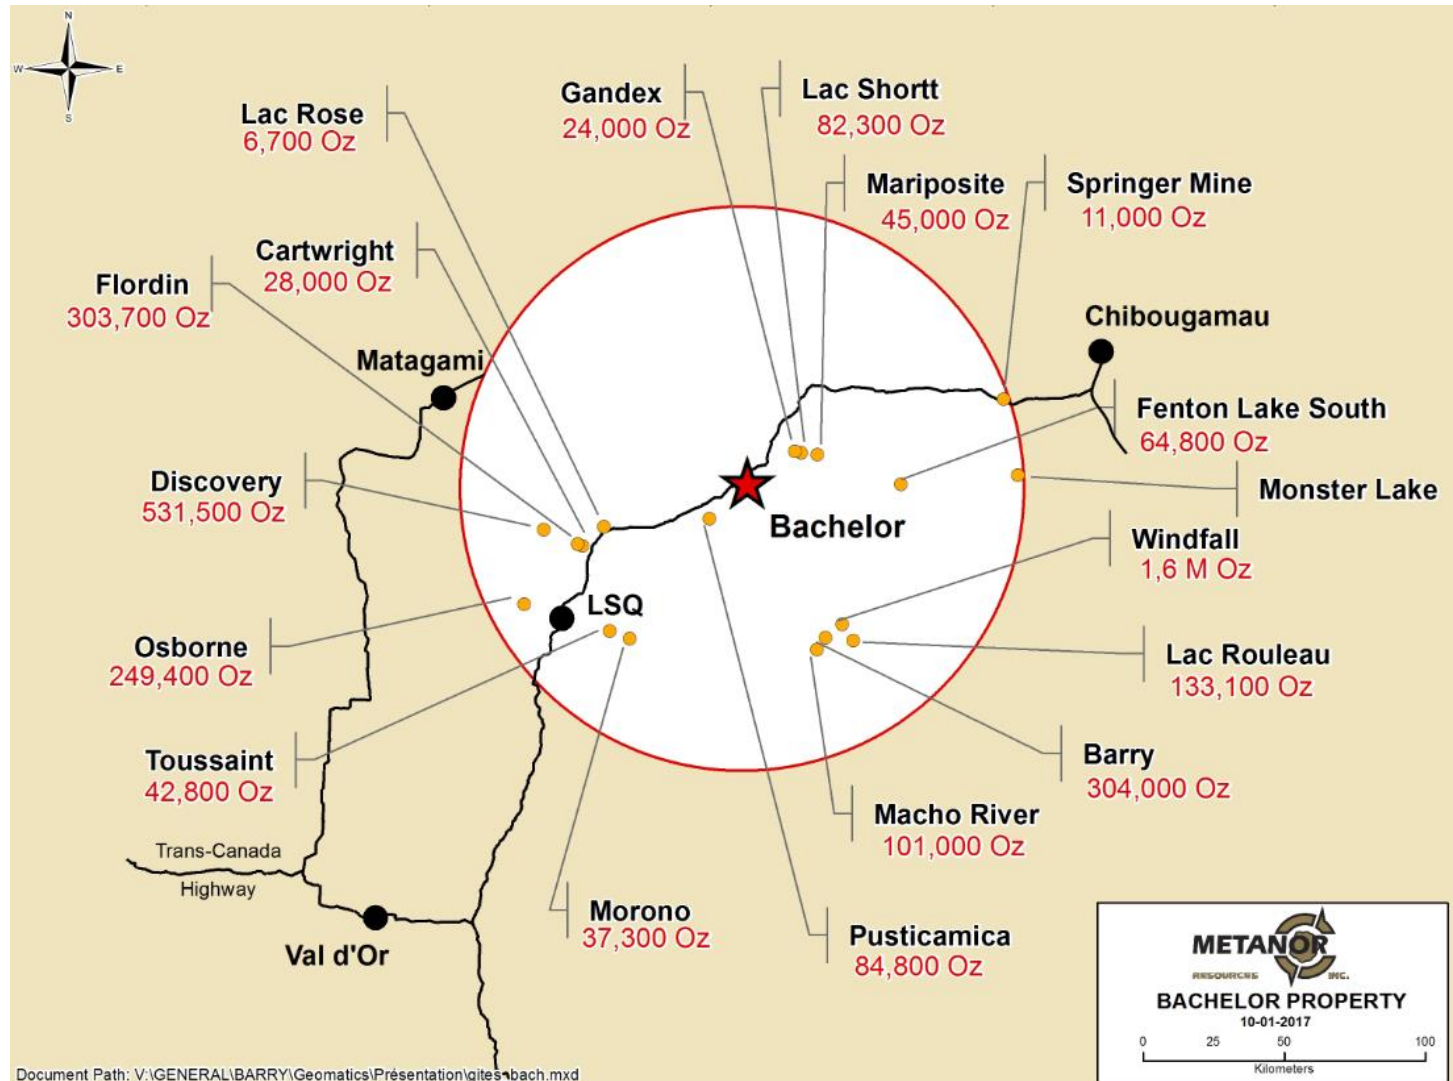 N
W E
S
Lac Rose
6,700 Oz
Gandex
24,000 Oz
Lac Shortt
82,300 Oz
Mariposite
45,000 Oz
Springer Mine
11,000 Oz
Cartwright
28,000 Oz
Flordin
303,700 Oz
Matagami
Chibougamau
Fenton Lake South
64,800 Oz
Discovery
531,500 Oz
Monster Lake
Bachelor
Windfall
1,6 M Oz
LSQ
Osborne
249,400 Oz
Lac Rouleau
133,100 Oz
Toussaint
42,800 Oz
Barry
304,000 Oz
Macho River
101,000 Oz
Trans-Canada
Highway
Morono
37,300 Oz
Pusticamica
84,800 Oz
Val d'Or
METANOR
RESOURCES INC.
BACHELOR PROPERTY
10-01-2017
0 25 50 100
Kilometers
Document Path: V:\GENERAL\BARRY\Geomatics\Présentation\gites_bach.mxd